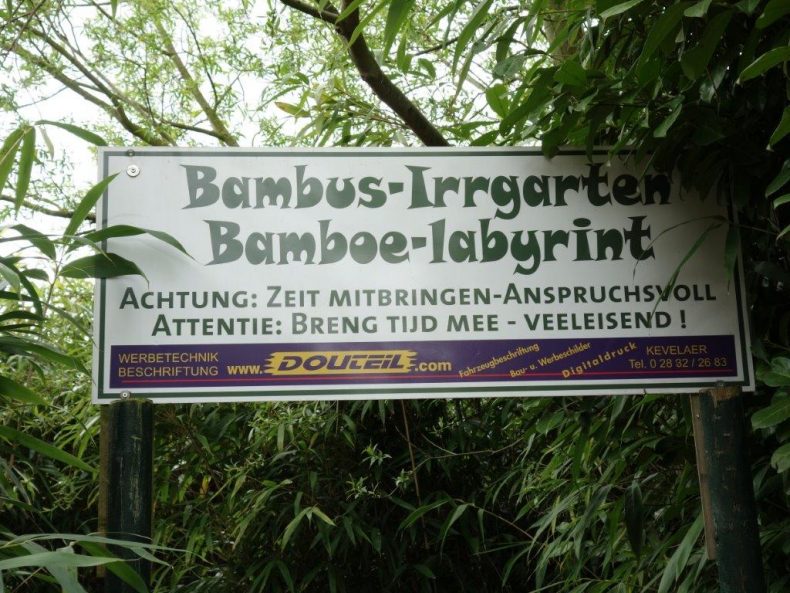 Bambus-Irrgarten
Bamboe-labyrint
ACHTUNG: ZEIT MITBRINGEN-ANSPRUCHSVOLL
ATTENTIE: BRENG TIJD MEE - VEELEISEND !
WERBETECHNIK
BESCHRIFTUNG
www.DOUTEIL.com
Fahrzeugbeschriftung
Bau- u. Werbeschilder
Digitaldruck
KEVELAER
Tel. 0 28 32 / 26 83